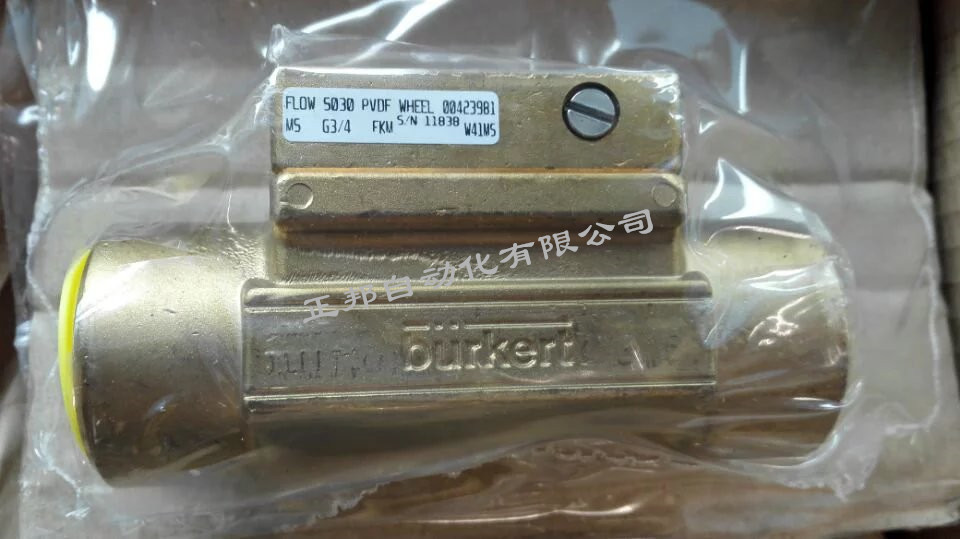 FLOW 5030 PVDF WHEEL 00423981
MS G3/4 FKM S/N 11838 W41MS
正邦自动化有限公司
bürkert